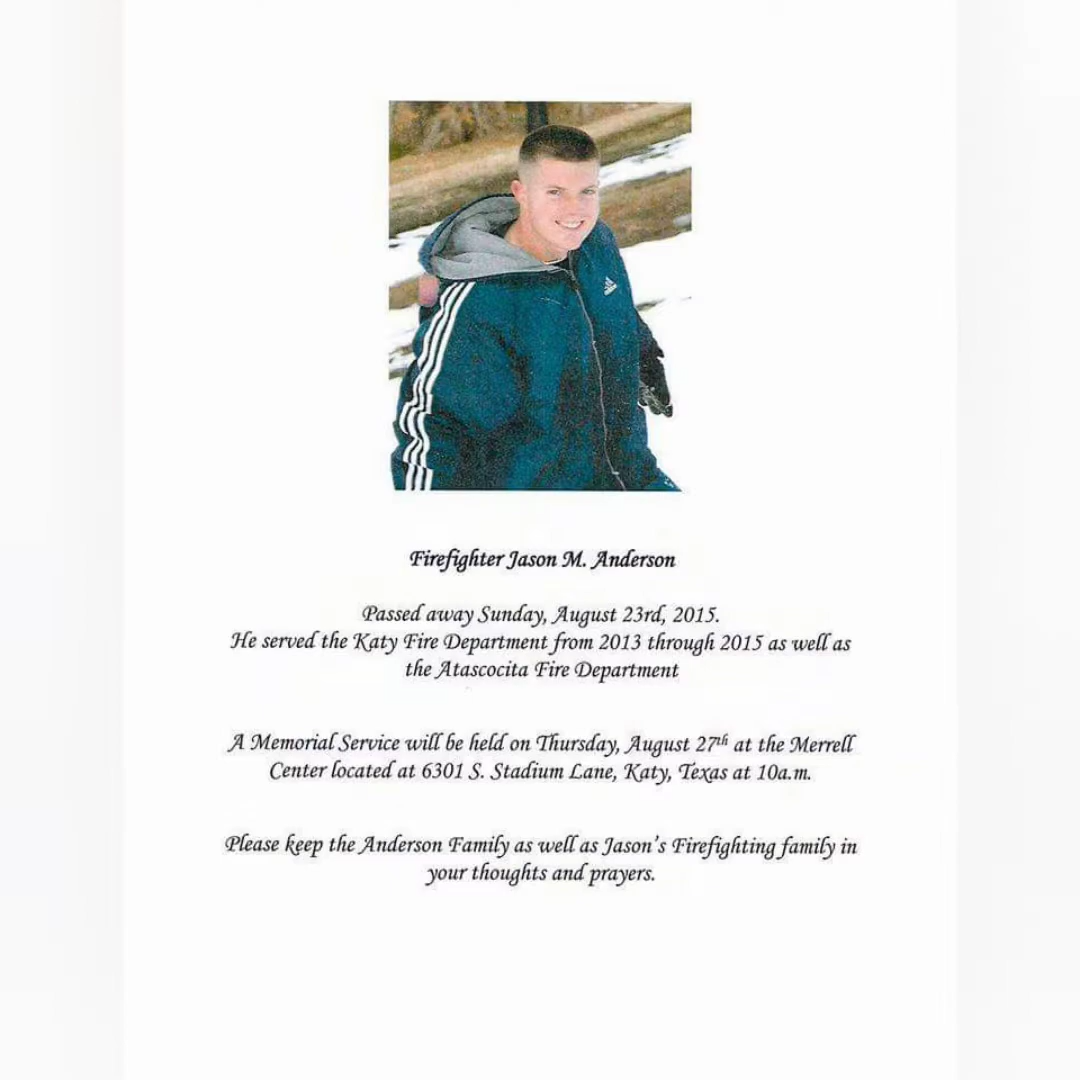 Firefighter Jason M. Anderson
Passed away Sunday, August 23rd, 2015.
He served the Katy Fire Department from 2013 through 2015 as well as
the Atascocita Fire Department
A Memorial Service will be held on Thursday, August 27th at the Merrell
Center located at 6301 S. Stadium Lane, Katy, Texas at 10a.m.
Please keep the Anderson Family as well as Jason's Firefighting family in
your thoughts and prayers.